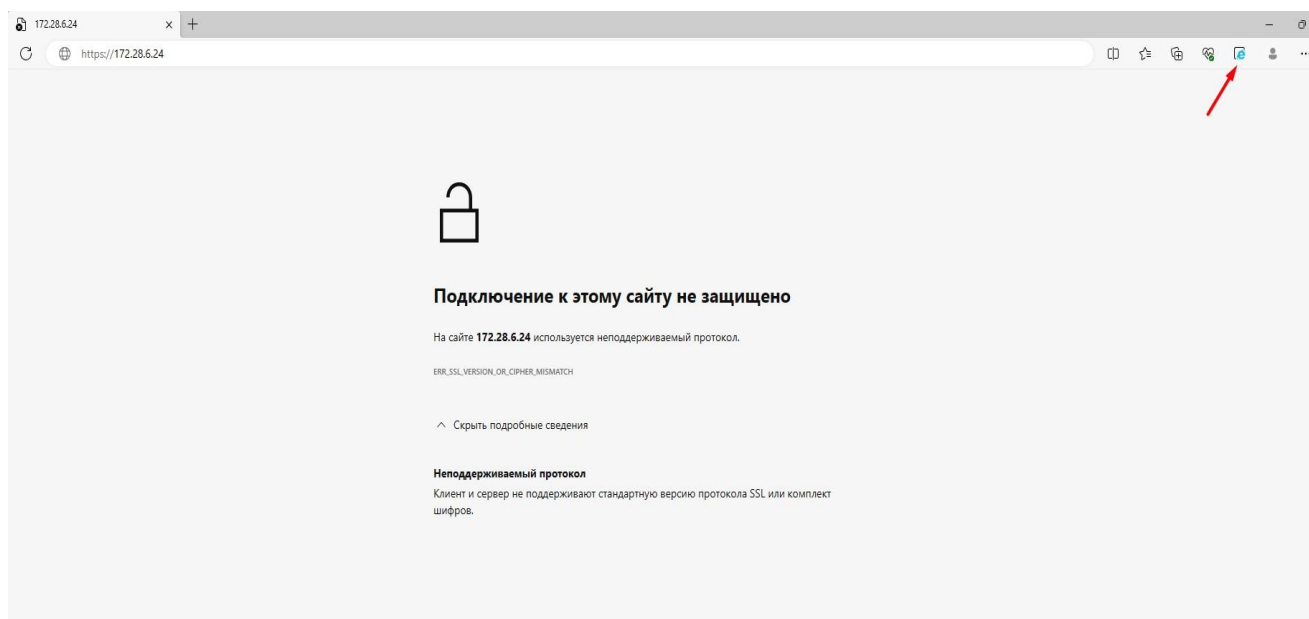 172.28.6.24
https://172.28.6.24
Подключение к этому сайту не защищено
На сайте 172.28.6.24 используется неподдерживаемый протокол.
ERR_SSL_VERSION_OR_CIPHER_MISMATCH
Скрыть подробные сведения
Неподдерживаемый протокол
Клиент и сервер не поддерживают стандартную версию протокола SSL или комплект
шифров.